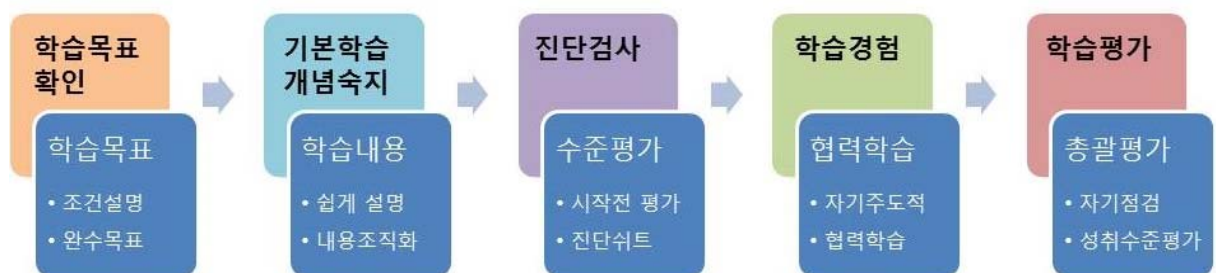 학습목표
확인
학습목표
• 조건설명
• 완수목표
기본학습
개념숙지
학습내용
• 쉽게 설명
• 내용조직화
진단검사
수준평가
• 시작전 평가
• 진단쉬트
학습경험
협력학습
• 자기주도적
• 협력학습
학습평가
총괄평가
• 자기점검
• 성취수준평가